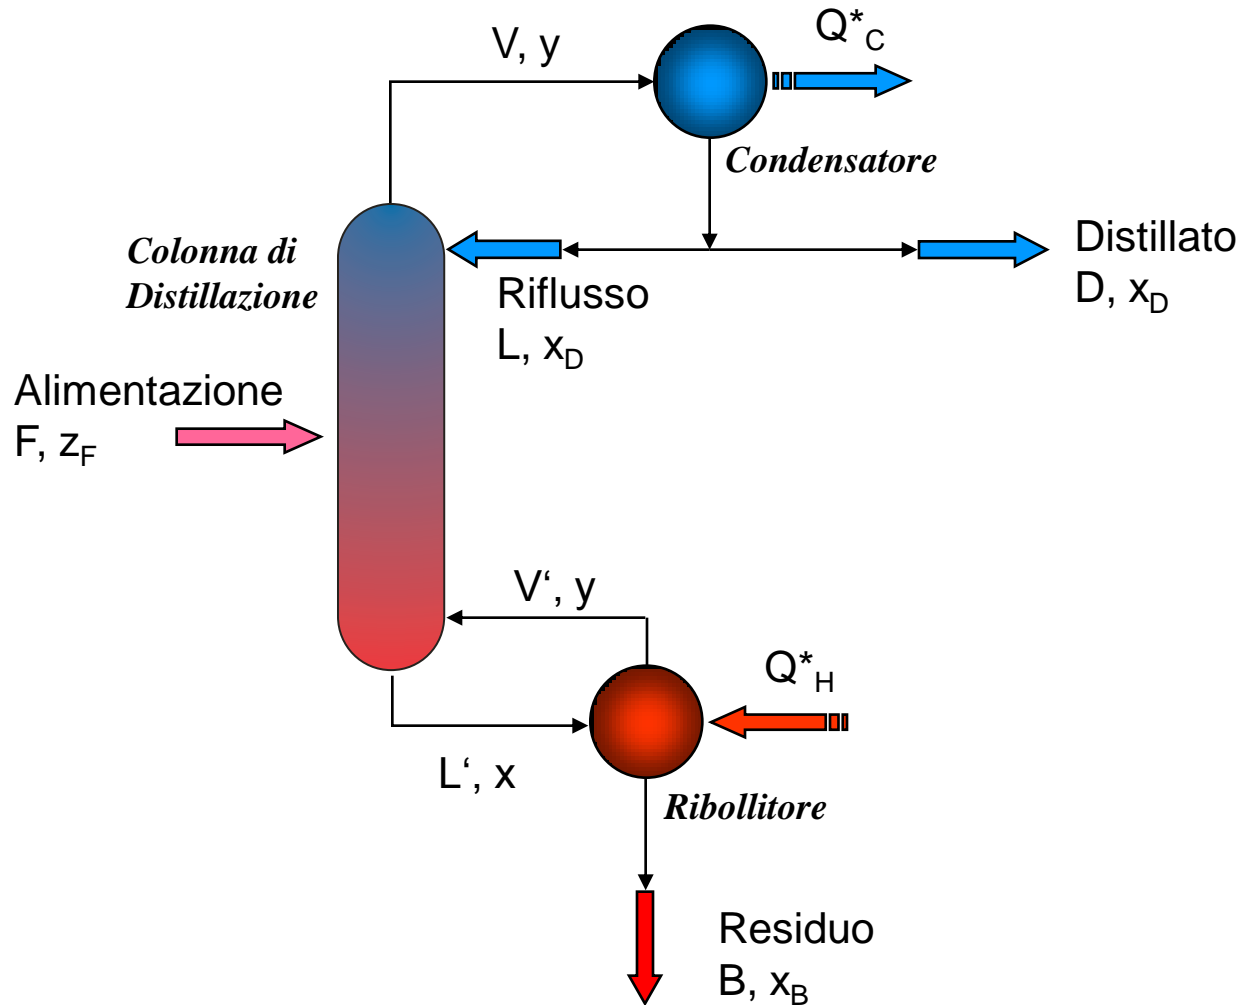 V, y
Q*C
Condensatore
Colonna di
Distillazione
Riflusso
L, xD
Distillato
D, xD
Alimentazione
F, zF
V‘, y
Q*H
L‘, x
Ribollitore
Residuo
B, xB